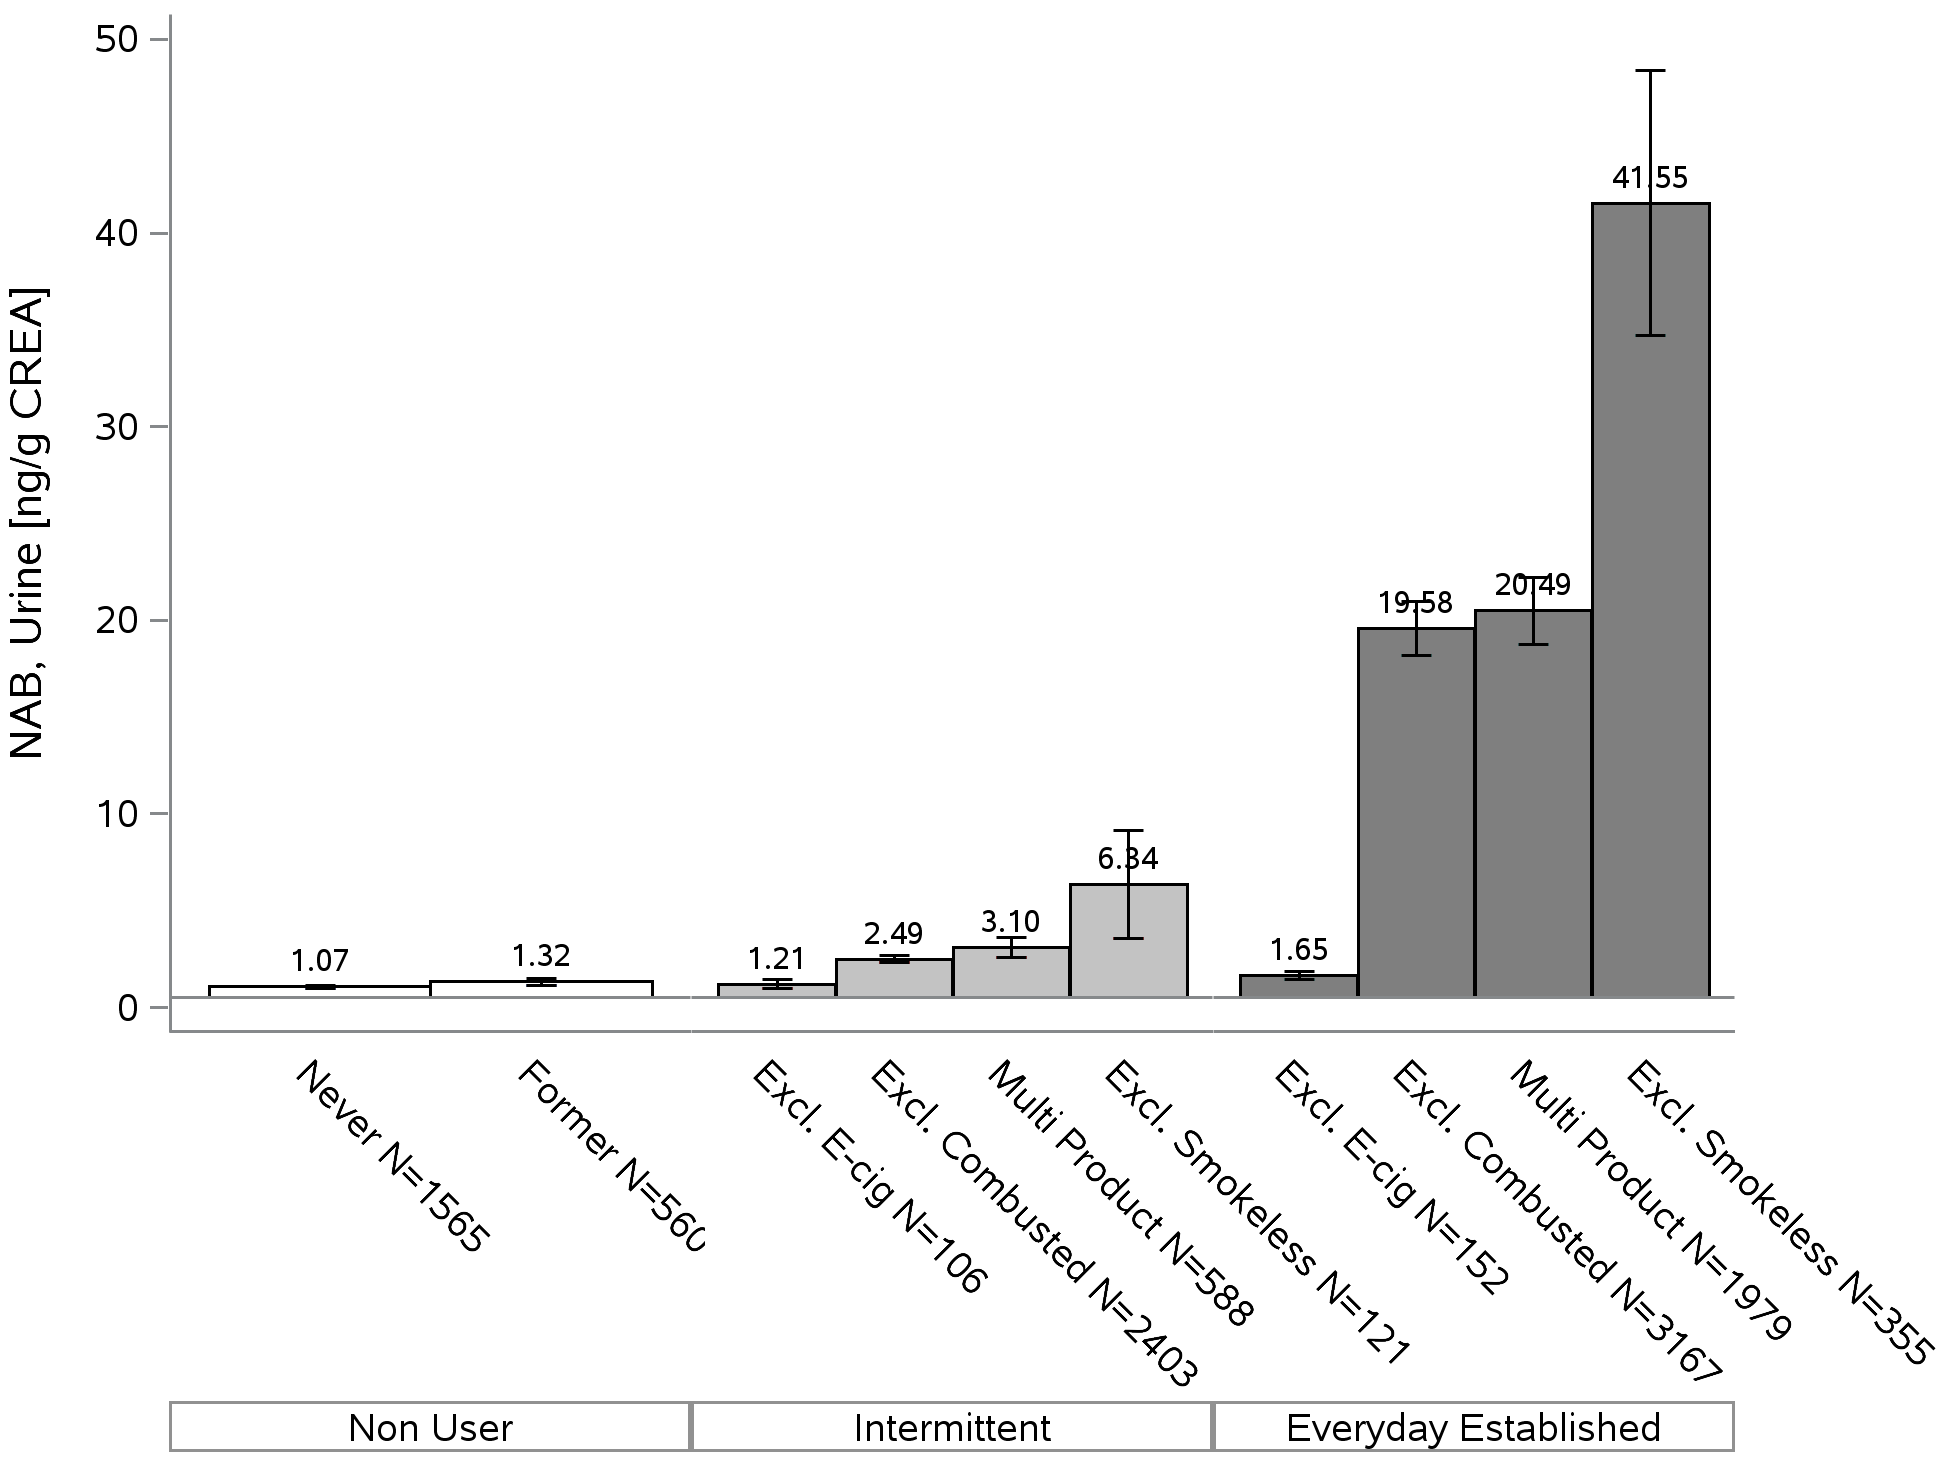 NAB, Urine [ng/g CREA]
50
40
30
20
10
0
1.07
1.32
1.21
2.49
3.10
6.34
1.65
19.58
20.49
41.55
Never N=1565
Former N=560
Excl. E-cig N=106
Excl. Combusted N=2403
Multi Product N=588
Excl. Smokeless N=121
Excl. E-cig N=152
Excl. Combusted N=3167
Multi Product N=1979
Excl. Smokeless N=355
Non User
Intermittent
Everyday Established